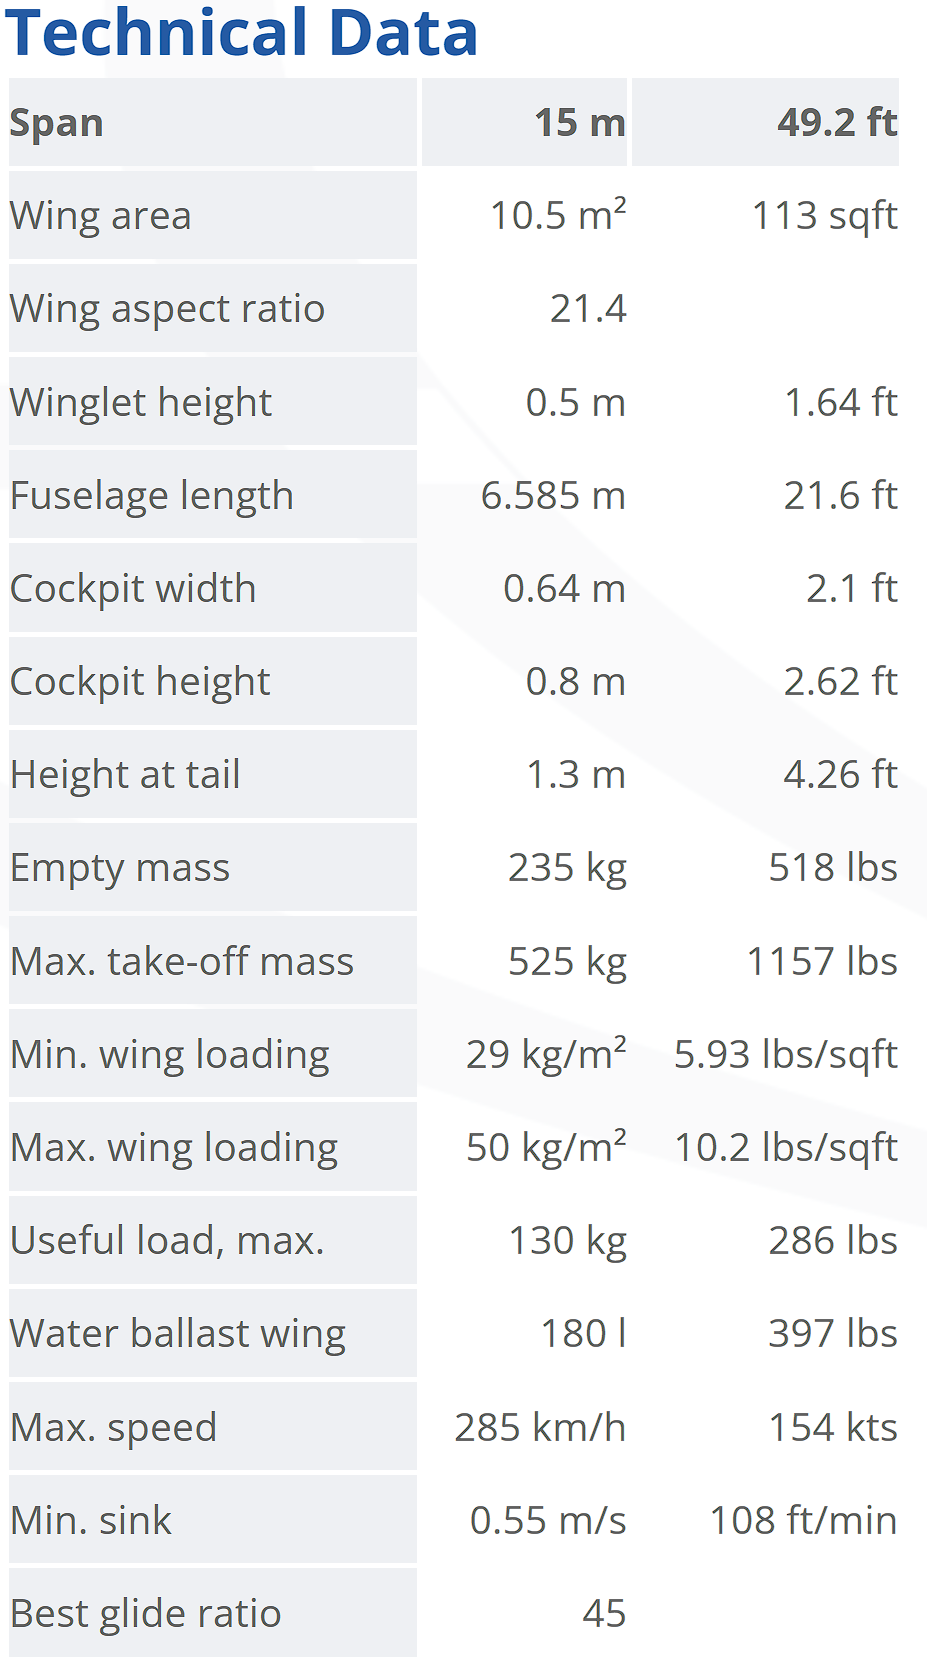 Technical Data
Span 15 m 49.2 ft
Wing area 10.5 m² 113 sqft
Wing aspect ratio 21.4
Winglet height 0.5 m 1.64 ft
Fuselage length 6.585 m 21.6 ft
Cockpit width 0.64 m 2.1 ft
Cockpit height 0.8 m 2.62 ft
Height at tail 1.3 m 4.26 ft
Empty mass 235 kg 518 lbs
Max. take-off mass 525 kg 1157 lbs
Min. wing loading 29 kg/m² 5.93 lbs/sqft
Max. wing loading 50 kg/m² 10.2 lbs/sqft
Useful load, max. 130 kg 286 lbs
Water ballast wing 180 l 397 lbs
Max. speed 285 km/h 154 kts
Min. sink 0.55 m/s 108 ft/min
Best glide ratio 45